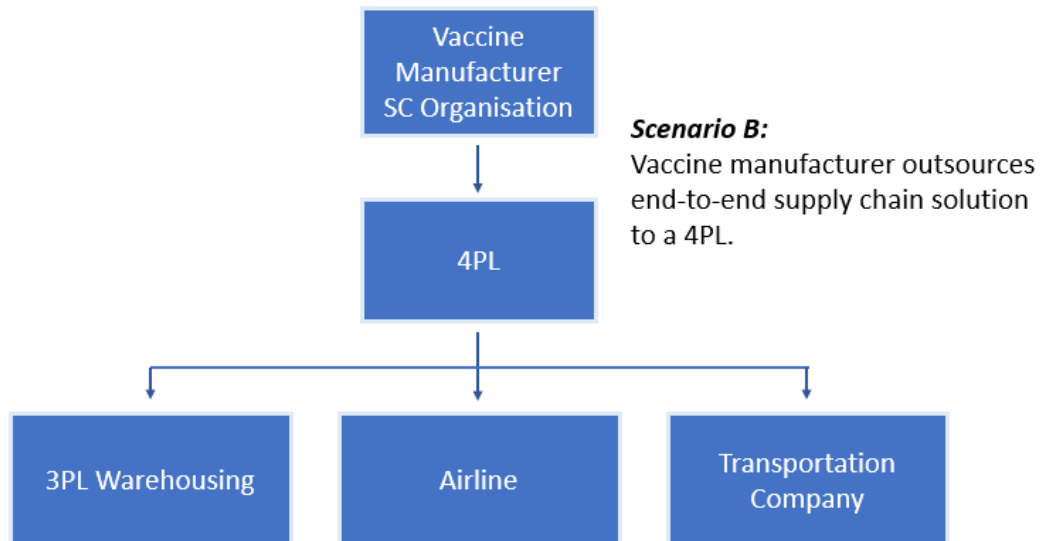 Vaccine
Manufacturer
SC Organisation
Scenario B:
Vaccine manufacturer outsources
end-to-end supply chain solution
to a 4PL.
4PL
3PL Warehousing
Airline
Transportation
Company